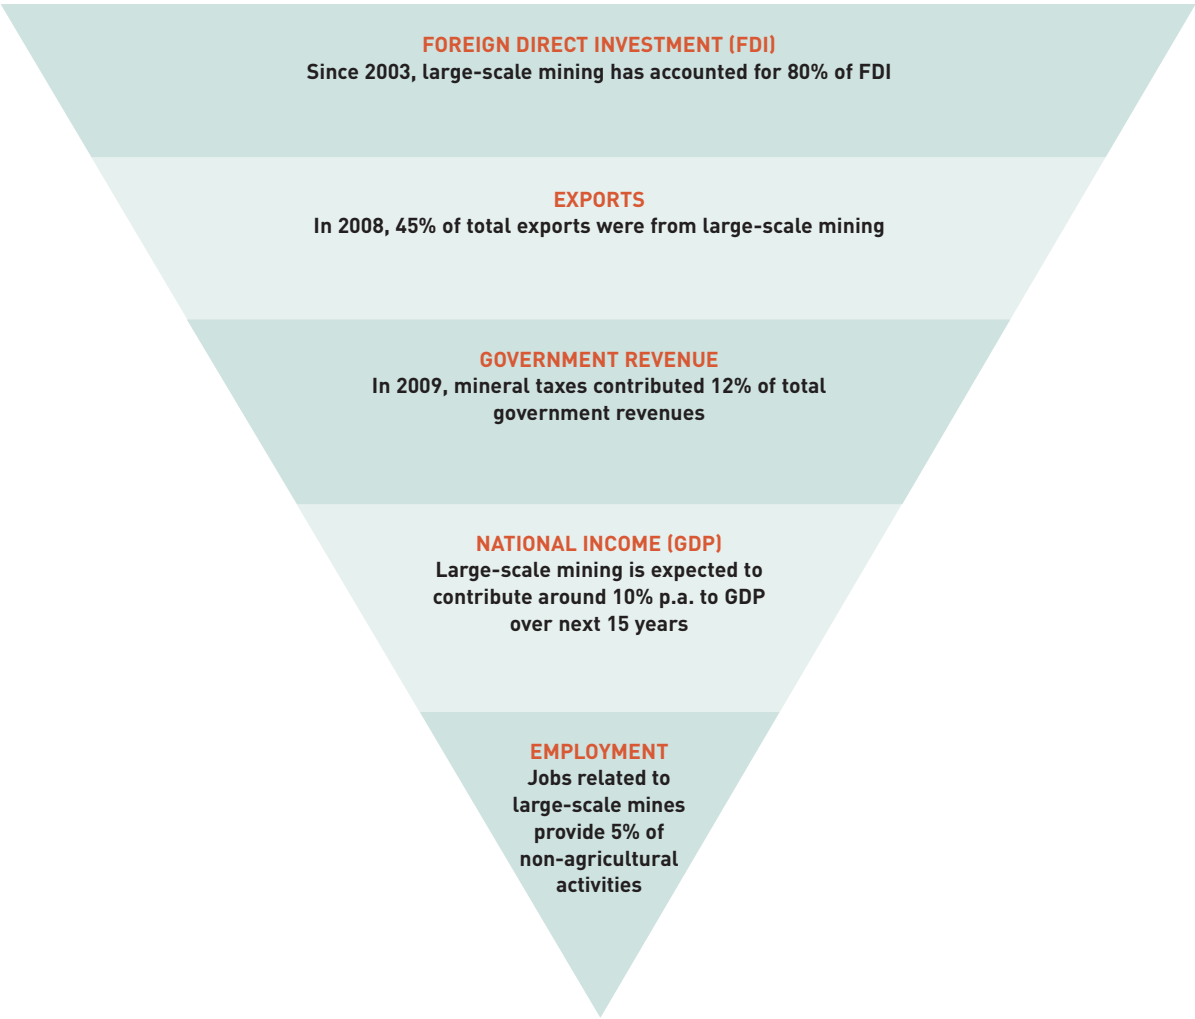 FOREIGN DIRECT INVESTMENT (FDI)
Since 2003, large-scale mining has accounted for 80% of FDI
EXPORTS
In 2008, 45% of total exports were from large-scale mining
GOVERNMENT REVENUE
In 2009, mineral taxes contributed 12% of total
government revenues
NATIONAL INCOME (GDP)
Large-scale mining is expected to
contribute around 10% p.a. to GDP
over next 15 years
EMPLOYMENT
Jobs related to
large-scale mines
provide 5% of
non-agricultural
activities